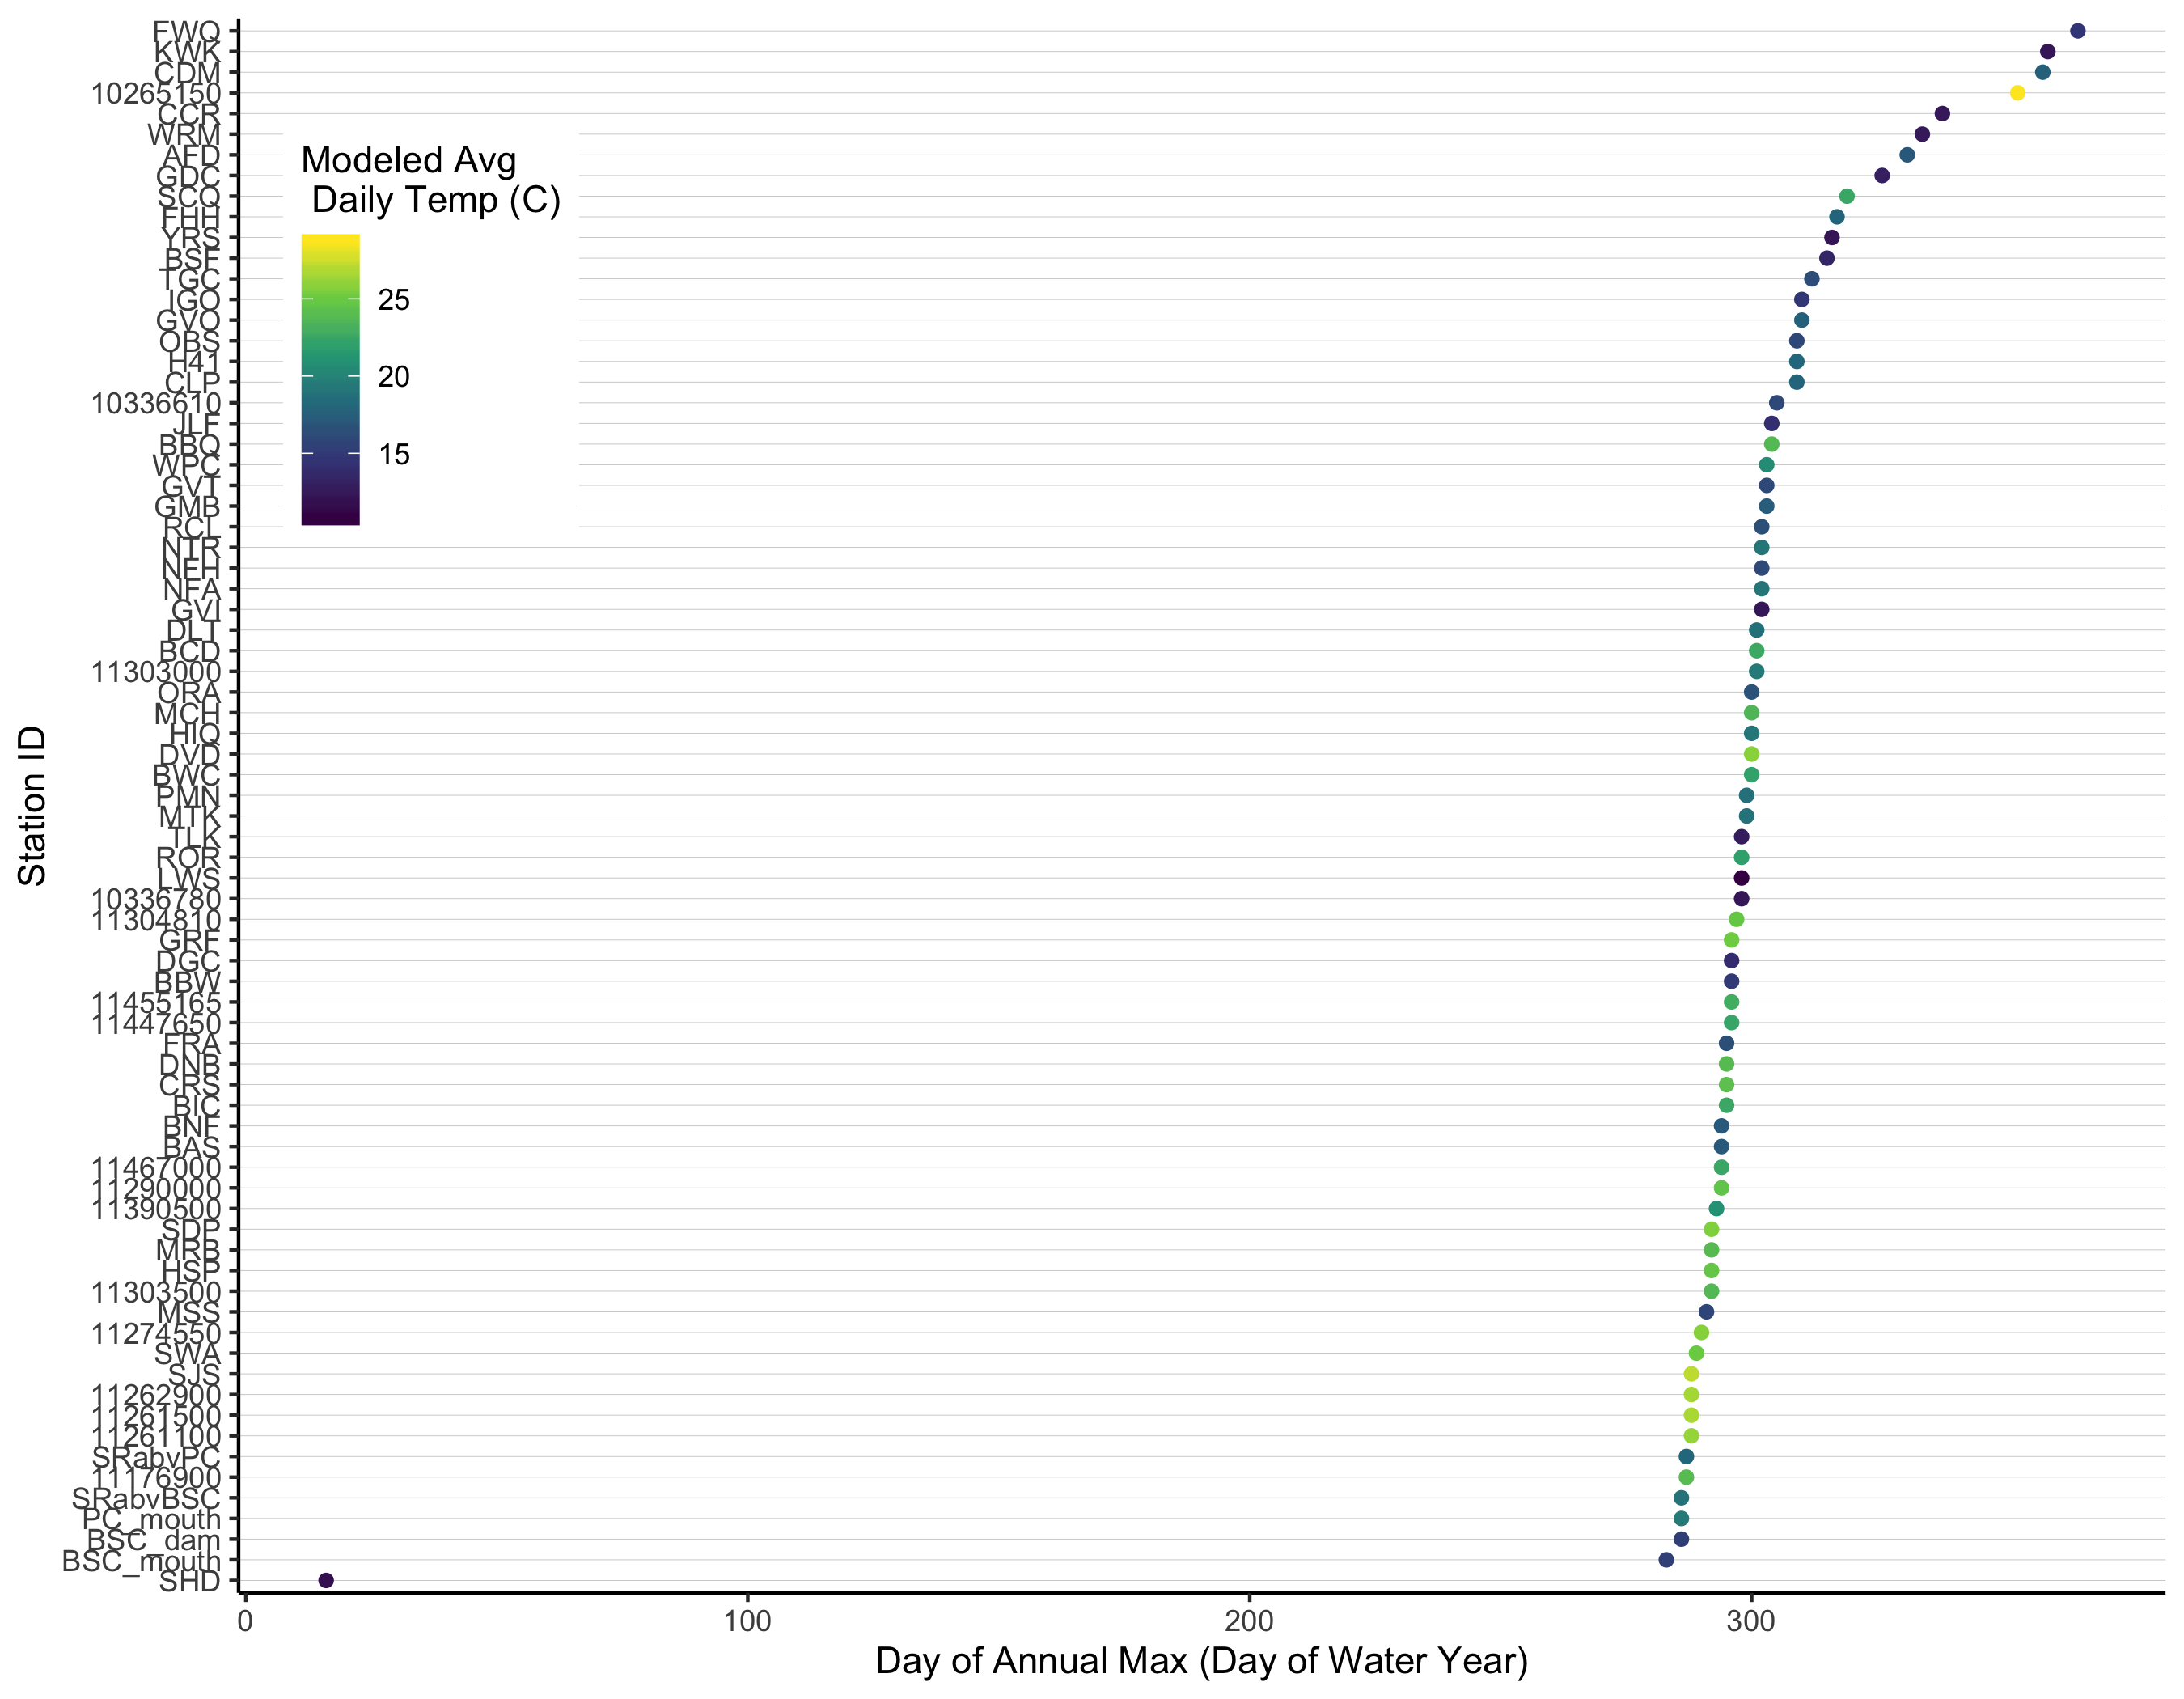 FWQ
KWK
CDM
10265150
CCR
WRM
AFD
GDC
SCQ
FHH
YRS
BSF
TGC
IGO
GVO
OBS
H41
CLP
10336610
JLF
BBQ
WPC
GVT
GMB
RCL
NTR
NFH
NFA
GVI
DLT
BCD
11303000
ORA
MCH
HIQ
DVD
BWC
PMN
MTK
TLK
ROR
LWS
10336780
11304810
GRF
DGC
BBW
11455165
11447650
FRA
DNB
CRS
BIC
BNF
BAS
11467000
11290000
11390500
SDP
MRB
HSP
11303500
MSS
11274550
SWA
SJS
11262900
11261500
11261100
SRabvPC
11176900
SRabvBSC
PC_mouth
BSC_dam
BSC_mouth
SHD
Station ID
Modeled Avg
Daily Temp (C)
25
20
15
0 100 200 300
Day of Annual Max (Day of Water Year)